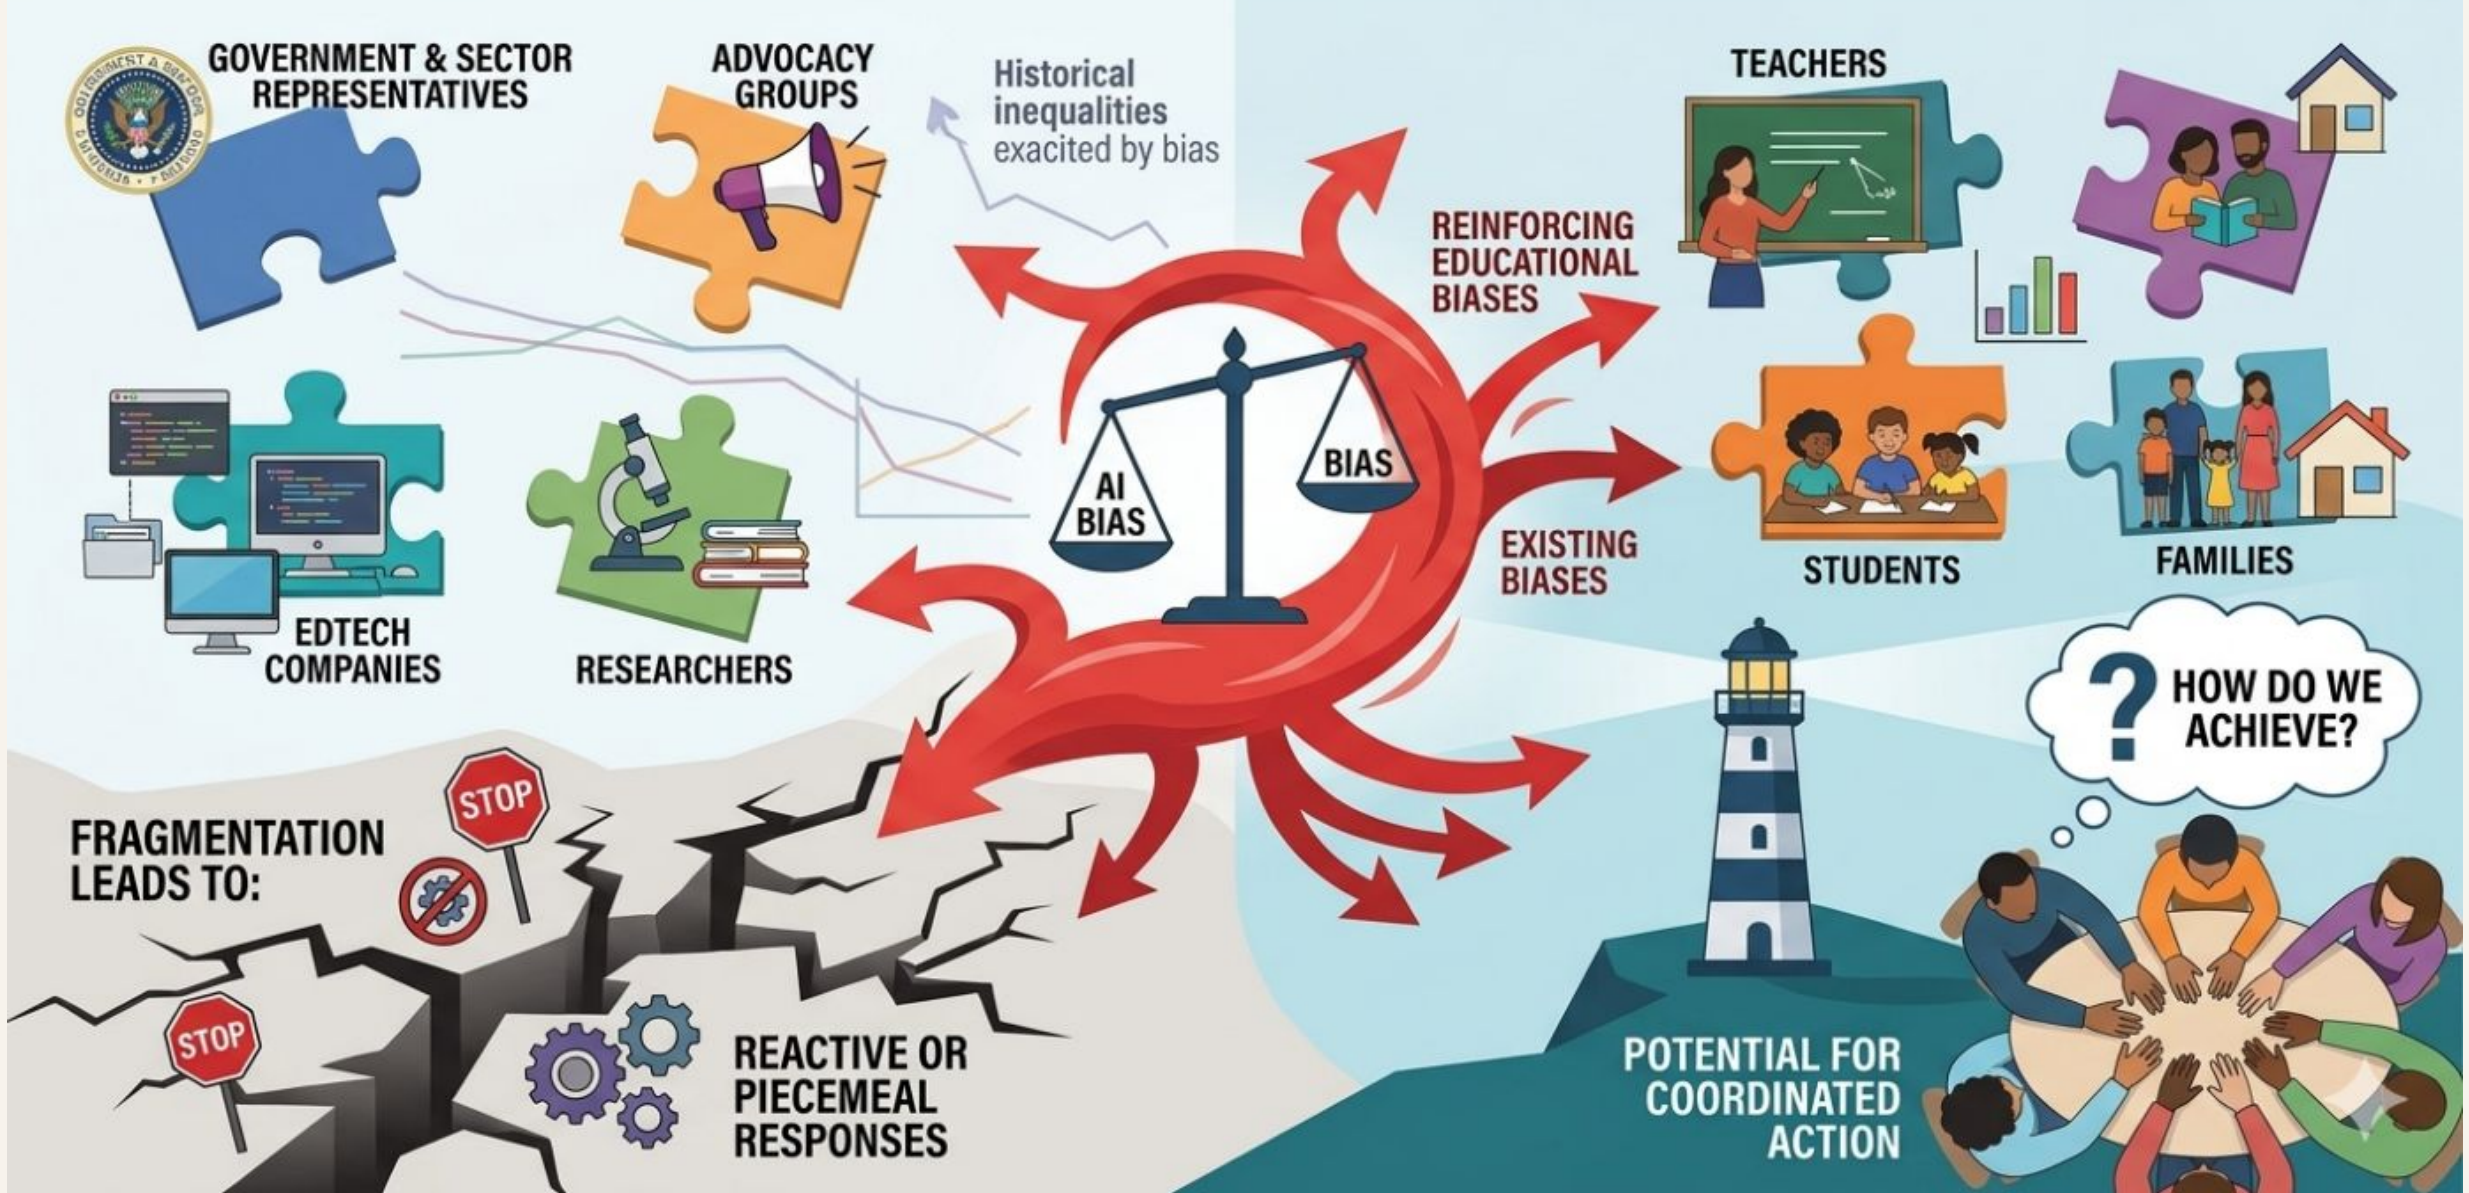 GOVERNMENT & SECTOR
REPRESENTATIVES
ADVOCACY
GROUPS
Historical
inequalities
exacited by bias
TEACHERS
REINFORCING
EDUCATIONAL
BIASES
AI
BIAS
BIAS
EXISTING
BIASES
STUDENTS
FAMILIES
EDTECH
COMPANIES
RESEARCHERS
HOW DO WE
ACHIEVE?
?
FRAGMENTATION
LEADS TO:
STOP
STOP
REACTIVE OR
PIECEMEAL
RESPONSES
POTENTIAL FOR
COORDINATED
ACTION